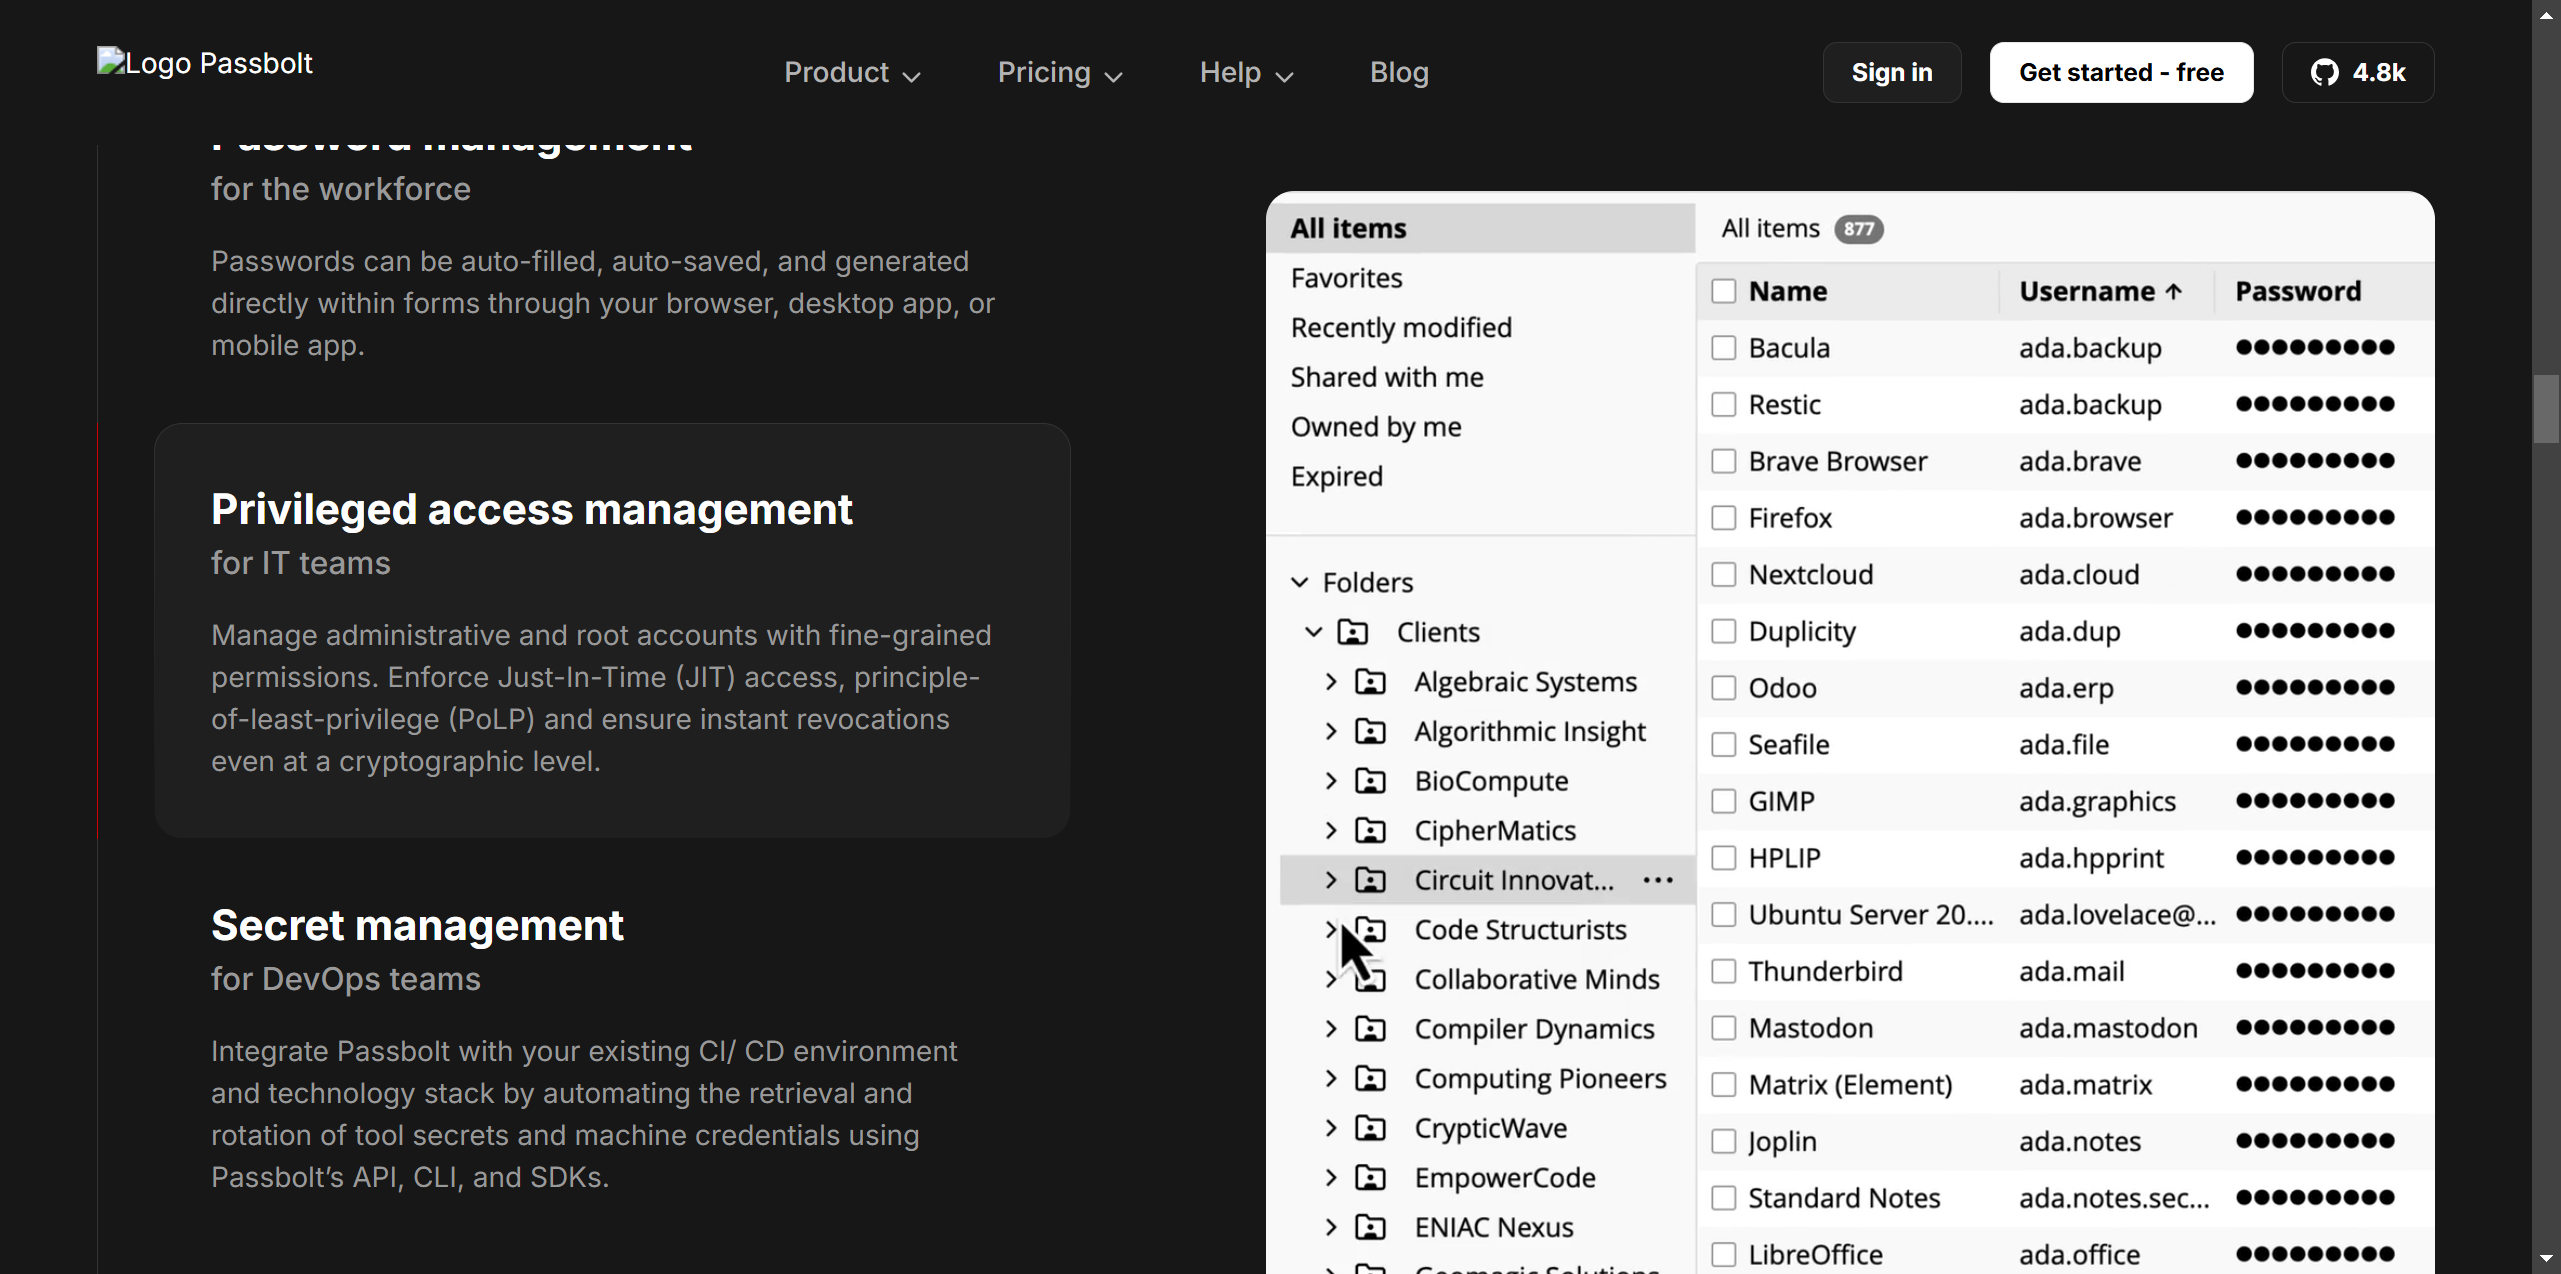 Logo Passbolt
Product
Pricing
Help
Blog
Sign in
Get started - free
4.8k
Password management
for the workforce
Passwords can be auto-filled, auto-saved, and generated
directly within forms through your browser, desktop app, or
mobile app.
Privileged access management
for IT teams
Manage administrative and root accounts with fine-grained
permissions. Enforce Just-In-Time (JIT) access, principle-
of-least-privilege (PoLP) and ensure instant revocations
even at a cryptographic level.
Secret management
for DevOps teams
Integrate Passbolt with your existing CI/ CD environment
and technology stack by automating the retrieval and
rotation of tool secrets and machine credentials using
Passbolt’s API, CLI, and SDKs.
All items
Favorites
Recently modified
Shared with me
Owned by me
Expired
Folders
Clients
Algebraic Systems
Algorithmic Insight
BioCompute
CipherMatics
Circuit Innovat...
Code Structurists
Collaborative Minds
Compiler Dynamics
Computing Pioneers
CrypticWave
EmpowerCode
ENIAC Nexus
Geomagic Solutions
All items 877
Name Username Password
Bacula ada.backup
Restic ada.backup
Brave Browser ada.brave
Firefox ada.browser
Nextcloud ada.cloud
Duplicity ada.dup
Odoo ada.erp
Seafile ada.file
GIMP ada.graphics
HPLIP ada.hpprint
Ubuntu Server 20.... ada.lovelace@...
Thunderbird ada.mail
Mastodon ada.mastodon
Matrix (Element) ada.matrix
Joplin ada.notes
Standard Notes ada.notes.sec...
LibreOffice ada.office